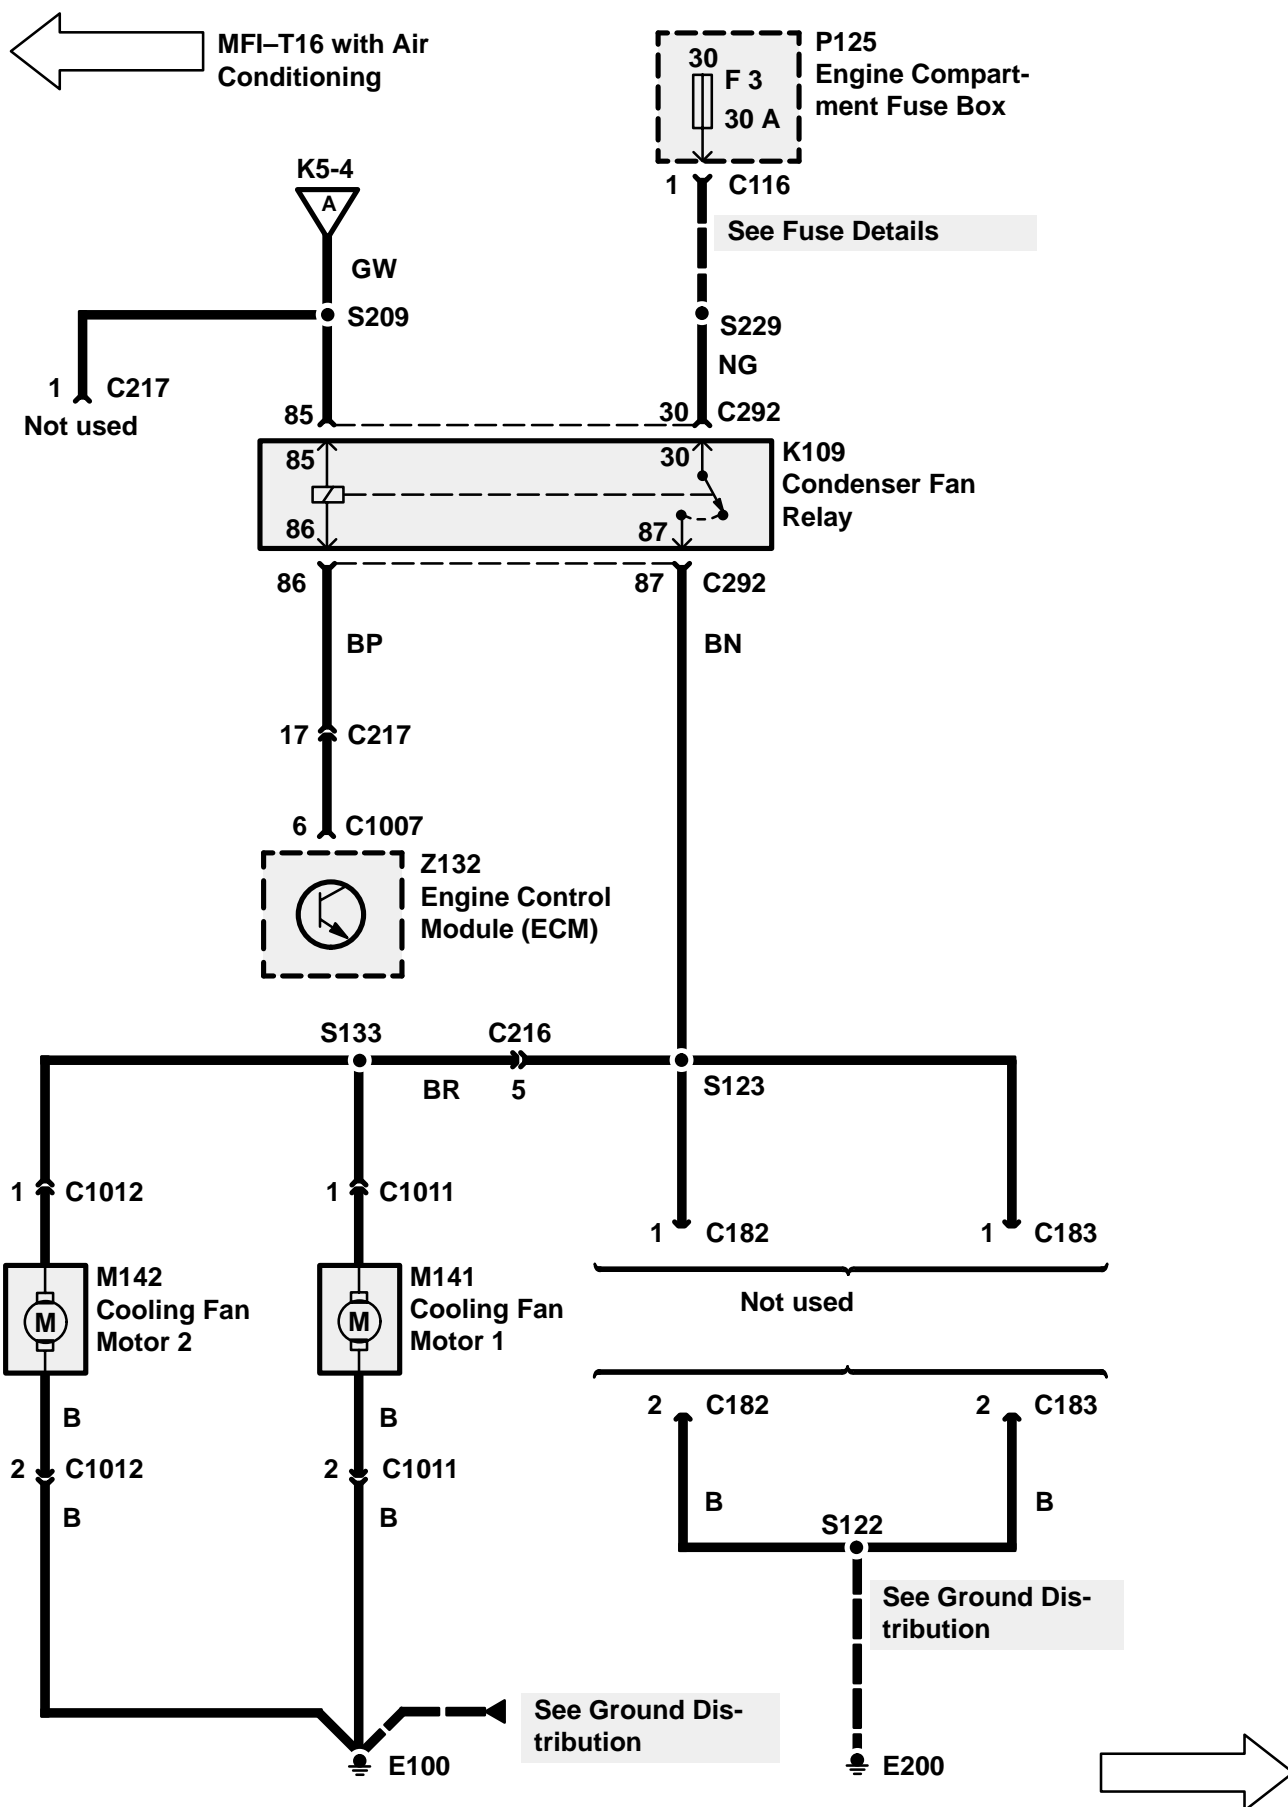 MFI–T16 with Air
Conditioning
30
F 3
30 A
P125
Engine Compart-
ment Fuse Box
K5-4
A
1
C116
See Fuse Details
GW
S209
S229
NG
1
C217
Not used
85
30
C292
85
30
86
87
K109
Condenser Fan
Relay
86
87
C292
BP
BN
17
C217
6
C1007
Z132
Engine Control
Module (ECM)
S133
C216
BR
5
S123
1
C1012
1
C1011
1
C182
1
C183
M
M142
Cooling Fan
Motor 2
M
M141
Cooling Fan
Motor 1
Not used
B
B
2
C182
2
C183
2
C1012
2
C1011
B
B
B
B
S122
See Ground Dis-
tribution
See Ground Dis-
tribution
E100
E200